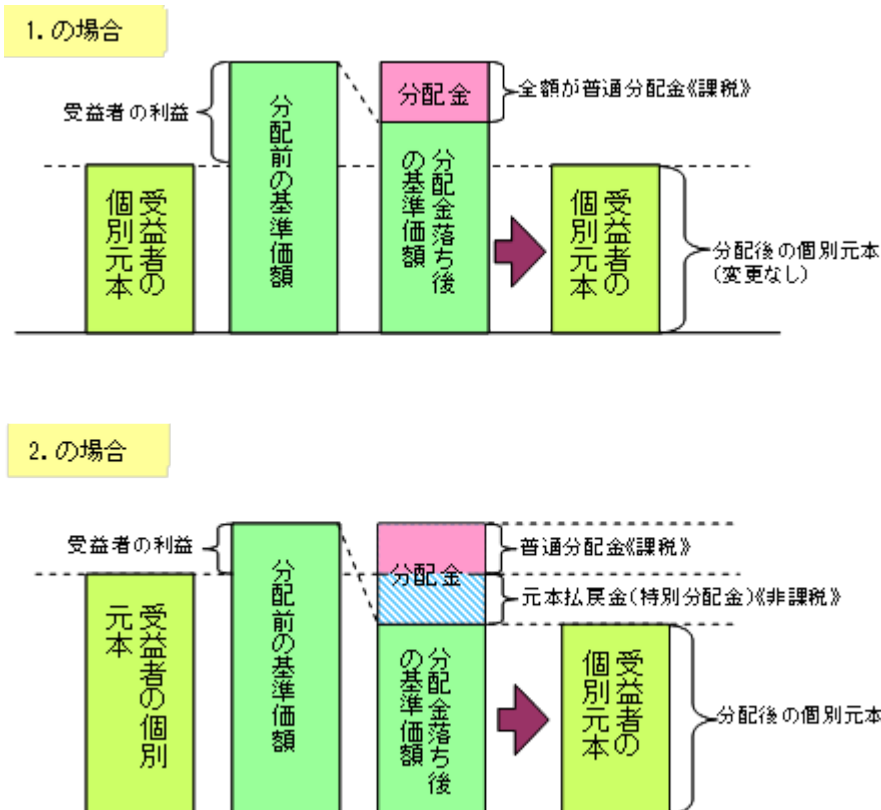 1.の場合
受益者の利益
受益者の
個別元本
分配前の基準価額
分配金
全額が普通分配金《課税》
分配金落ち後
の基準価額
受益者の
個別元本
分配後の個別元本
(変更なし)
2.の場合
受益者の利益
受益者の個別
元本
分配前の基準価額
分配金
普通分配金《課税》
元本払戻金(特別分配金)《非課税》
分配金落ち後
の基準価額
受益者の
個別元本
分配後の個別元本